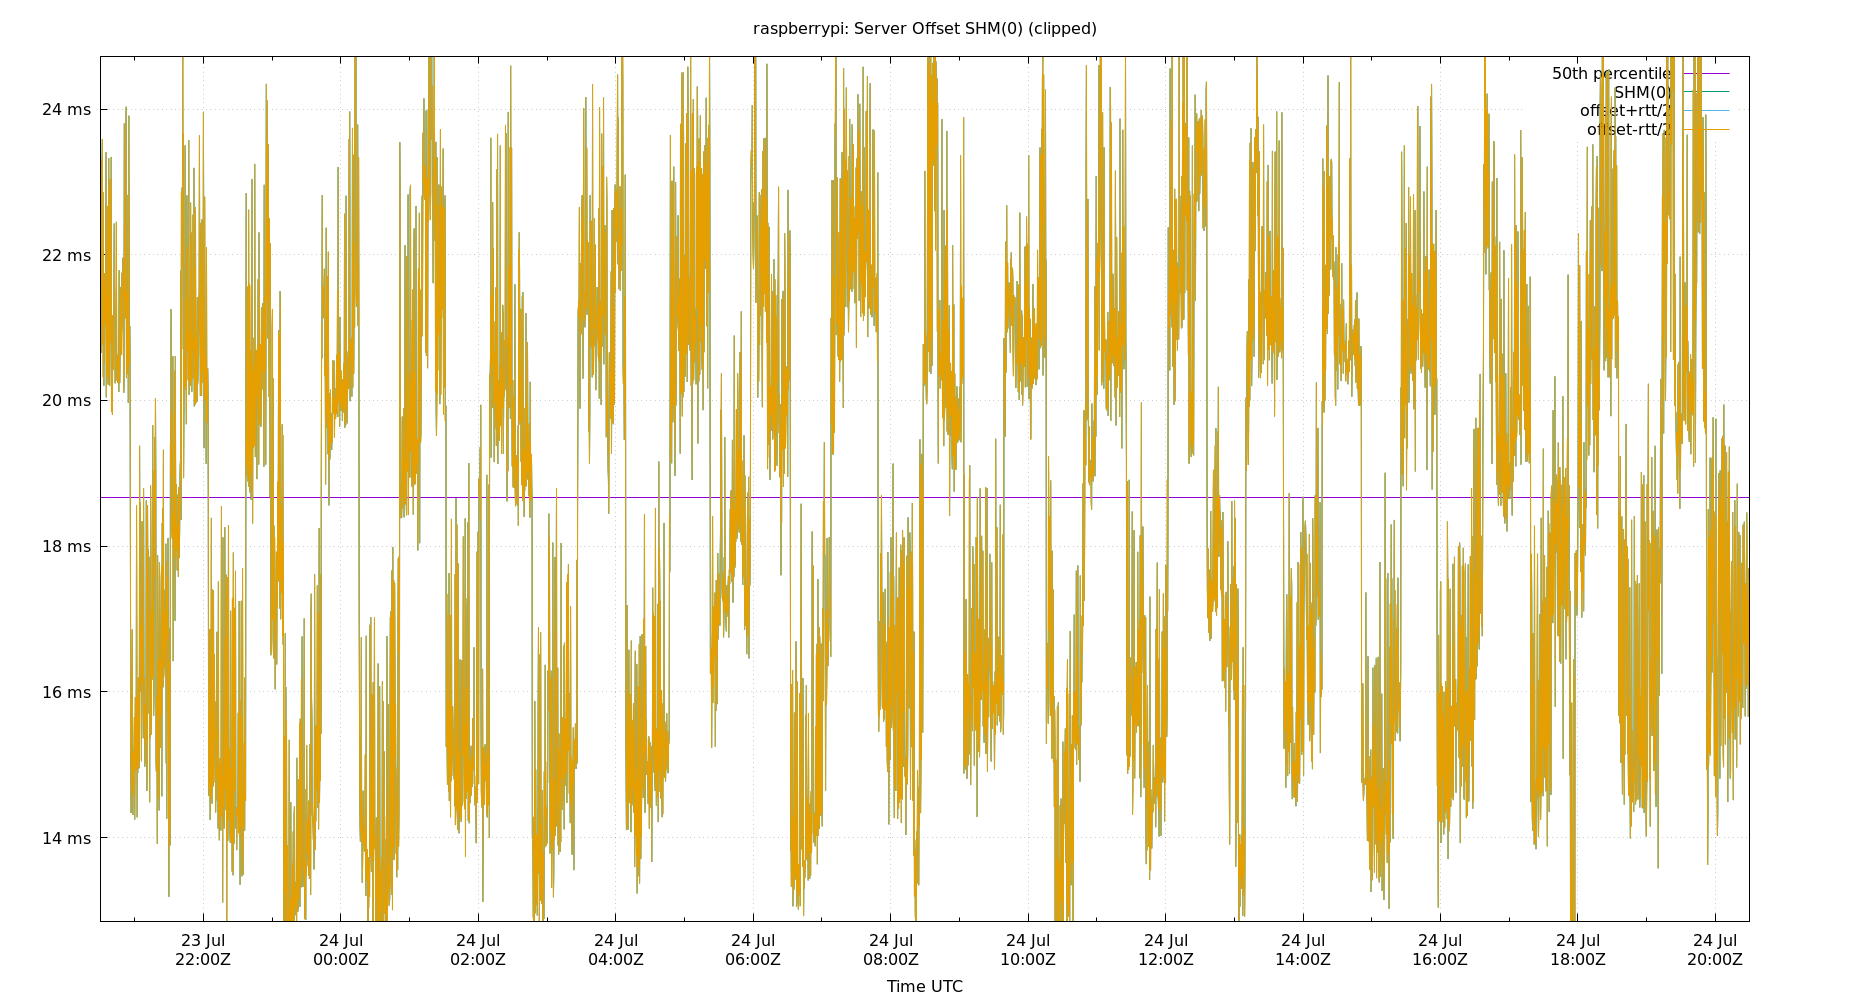 raspberrypi: Server Offset SHM(0) (clipped)
50th percentile
SHM(0)
offset+rtt/2
offset-rtt/2
24 ms
22 ms
20 ms
18 ms
16 ms
14 ms
23 Jul 24 Jul 24 Jul 24 Jul 24 Jul 24 Jul 24 Jul 24 Jul 24 Jul 24 Jul 24 Jul 24 Jul
22:00Z 00:00Z 02:00Z 04:00Z 06:00Z 08:00Z 10:00Z 12:00Z 14:00Z 16:00Z 18:00Z 20:00Z
Time UTC